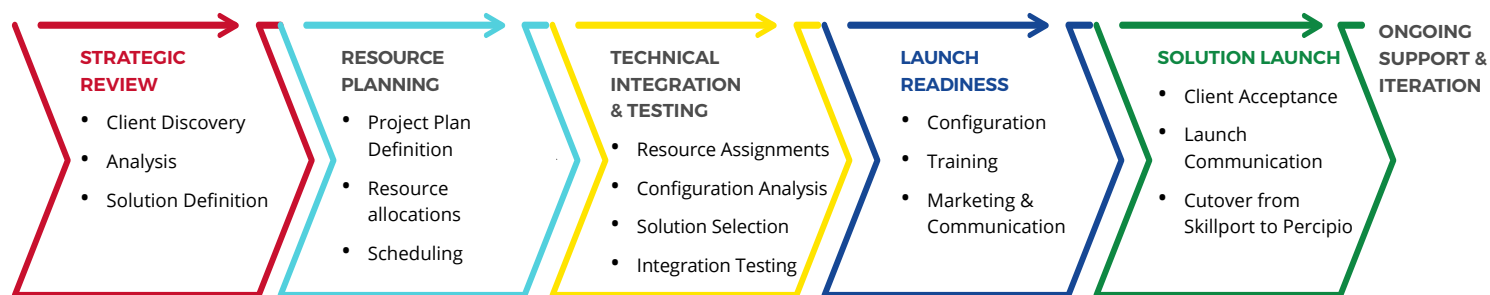 STRATEGIC
REVIEW
• Client Discovery
• Analysis
• Solution Definition
RESOURCE
PLANNING
• Project Plan
Definition
• Resource
allocations
• Scheduling
TECHNICAL
INTEGRATION
& TESTING
• Resource Assignments
• Configuration Analysis
• Solution Selection
• Integration Testing
LAUNCH
READINESS
• Configuration
• Training
• Marketing &
Communication
SOLUTION LAUNCH
• Client Acceptance
• Launch
Communication
• Cutover from
Skillport to Percipio
ONGOING
SUPPORT &
ITERATION